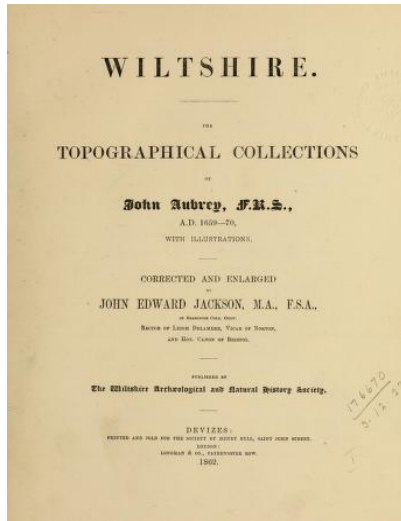 WILTSHIRE.
THE
TOPOGRAPHICAL COLLECTIONS
OF
John Aubrey, F.R.S.,
A.D. 1659—70,
WITH ILLUSTRATIONS.
CORRECTED AND ENLARGED
BY
JOHN EDWARD JACKSON, M.A., F.S.A.,
OF BRASENOSE COLL. OXON.
RECTOR OF LEIGH DELAMERE, VICAR OF NORTON,
AND HON. CANON OF BRISTOL.
PUBLISHED BY
The Wiltshire Archæological and Natural History Society.
DEVIZES:
PRINTED AND SOLD FOR THE SOCIETY BY HENRY BULL, SAINT JOHN STREET.
LONDON:
LONGMAN & CO., PATERNOSTER ROW.
1862.
176670